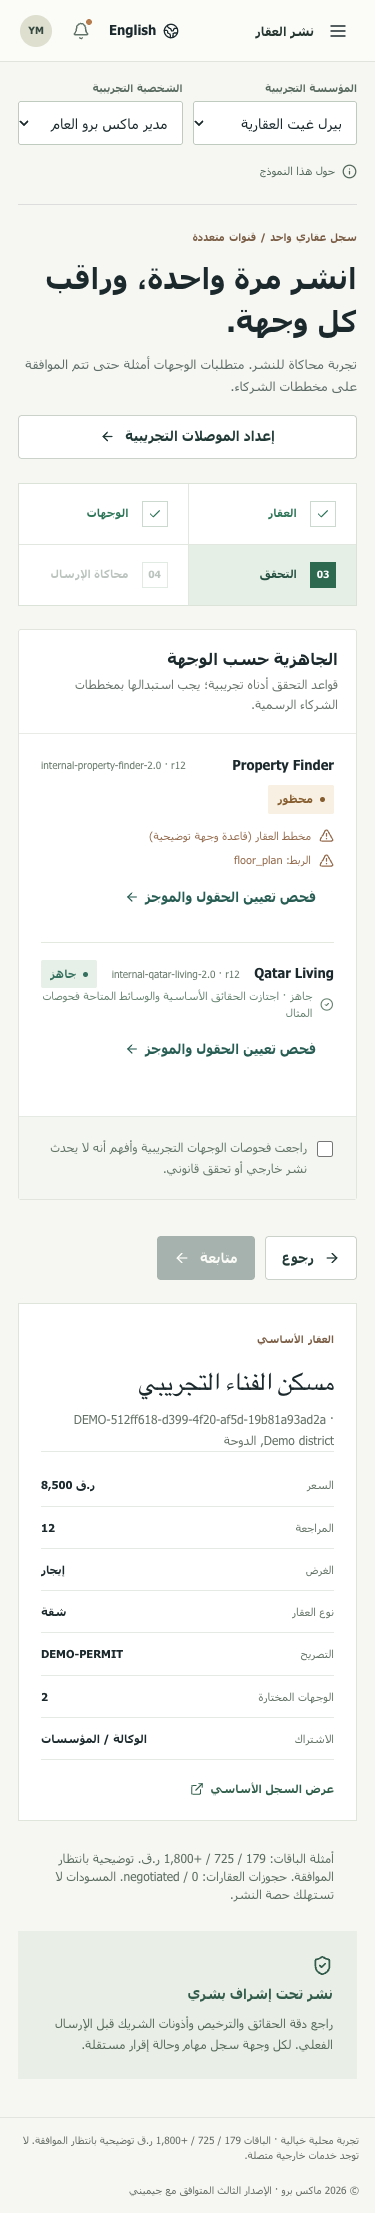 نشر العقار
English
YM
المؤسسة التجريبية
الشخصية التجريبية
بيرل غيت العقارية
مدير ماكس برو العام
حول هذا النموذج
سجل عقاري واحد / قنوات متعددة
انشر مرة واحدة، وراقب
كل وجهة.
تجربة محاكاة للنشر. متطلبات الوجهات أمثلة حتى تتم الموافقة
على مخططات الشركاء.
إعداد الموصلات التجريبية ←
العقار
الوجهات
03 التحقق
04 محاكاة الإرسال
الجاهزية حسب الوجهة
قواعد التحقق أدناه تجريبية؛ يجب استبدالها بمخططات
الشركاء الرسمية.
Property Finder
internal-property-finder-2.0 · r12
محظور
مخطط العقار (قاعدة وجهة توضيحية)
الربط: floor_plan
فحص تعيين الحقول والموجز ←
Qatar Living
internal-qatar-living-2.0 · r12
جاهز
جاهز · اجتازت الحقائق الأساسية والوسائط المتاحة فحوصات
المثال
فحص تعيين الحقول والموجز ←
راجعت فحوصات الوجهات التجريبية وأفهم أنه لا يحدث
نشر خارجي أو تحقق قانوني.
→ رجوع
متابعة ←
العقار الأساسي
مسكن الفناء التجريبي
DEMO-512ff618-d399-4f20-af5d-19b81a93ad2a ·
Demo district, الدوحة
السعر
8,500 ر.ق
المراجعة
12
الغرض
إيجار
نوع العقار
شقة
التصريح
DEMO-PERMIT
الوجهات المختارة
2
الاشتراك
الوكالة / المؤسسات
عرض السجل الأساسي
أمثلة الباقات: 179 / 725 / +1,800 ر.ق. توضيحية بانتظار
الموافقة. حجوزات العقارات: 0 / negotiated. المسودات لا
تستهلك حصة النشر.
نشر تحت إشراف بشري
راجع دقة الحقائق والترخيص وأذونات الشريك قبل الإرسال
الفعلي. لكل وجهة سجل مهام وحالة إقرار مستقلة.
تجربة محلية خيالية · الباقات 179 / 725 / +1,800 ر.ق توضيحية بانتظار الموافقة. لا
توجد خدمات خارجية متصلة.
© 2026 ماكس برو · الإصدار الثالث المتوافق مع جيميني